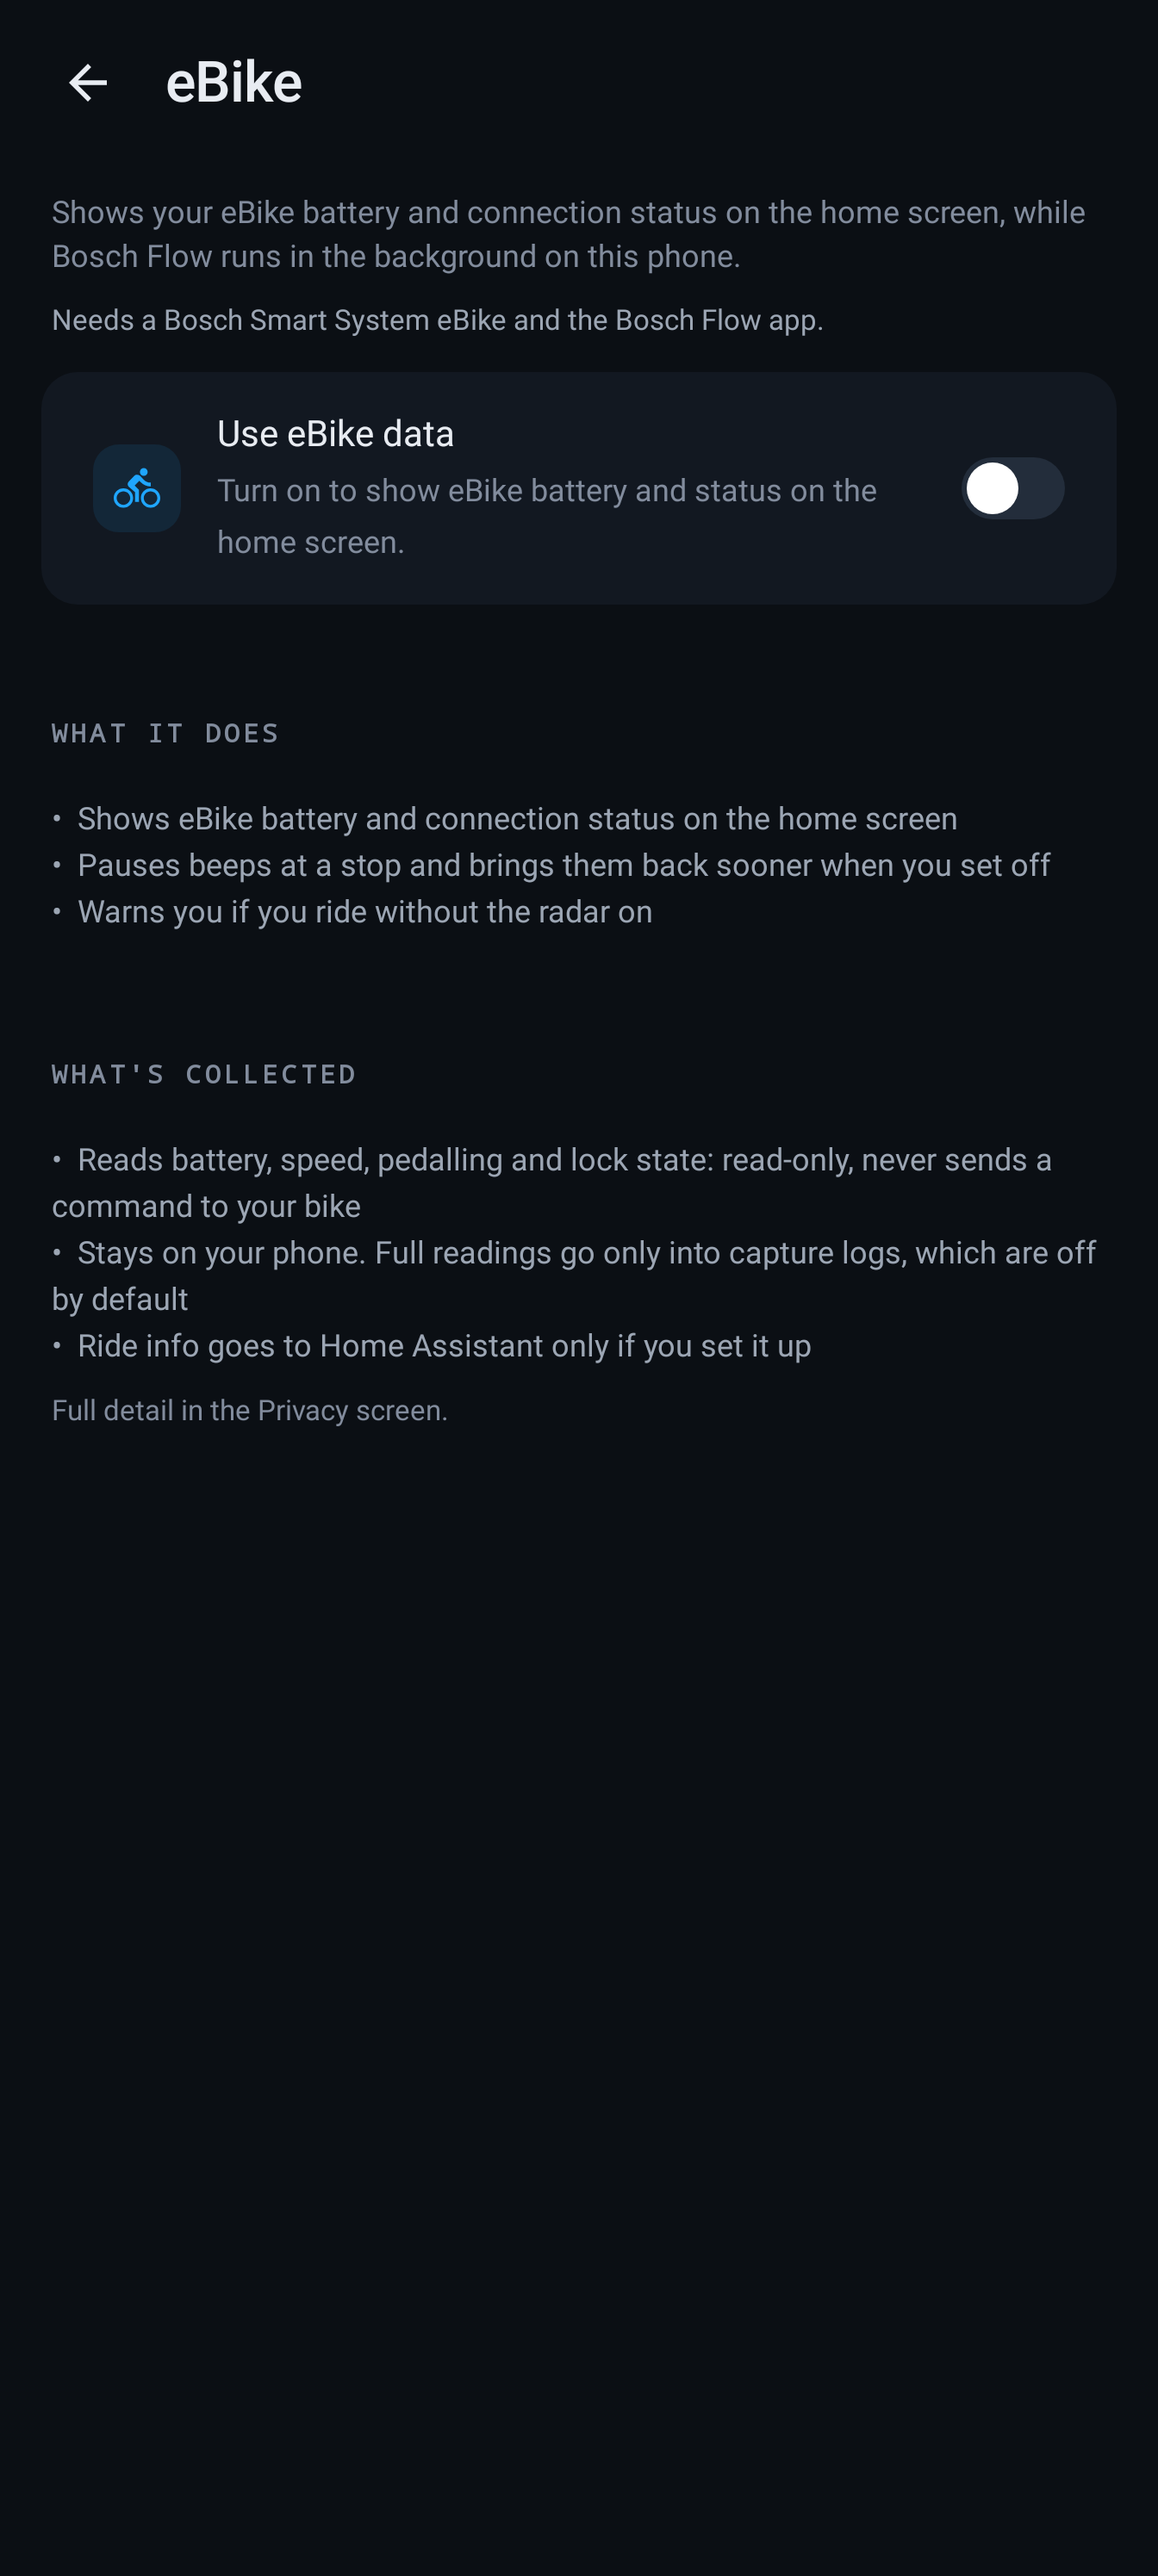 eBike
Shows your eBike battery and connection status on the home screen, while
Bosch Flow runs in the background on this phone.
Needs a Bosch Smart System eBike and the Bosch Flow app.
Use eBike data
Turn on to show eBike battery and status on the
home screen.
WHAT IT DOES
• Shows eBike battery and connection status on the home screen
• Pauses beeps at a stop and brings them back sooner when you set off
• Warns you if you ride without the radar on
WHAT'S COLLECTED
• Reads battery, speed, pedalling and lock state: read-only, never sends a
command to your bike
• Stays on your phone. Full readings go only into capture logs, which are off
by default
• Ride info goes to Home Assistant only if you set it up
Full detail in the Privacy screen.